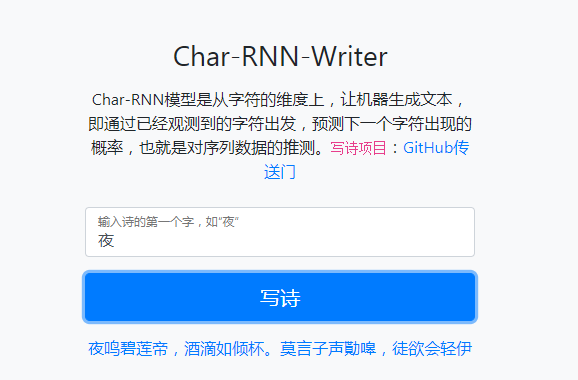 Char-RNN-Writer
Char-RNN模型是从字符的维度上，让机器生成文本，
即通过已经观测到的字符出发，预测下一个字符出现的
概率，也就是对序列数据的推测。写诗项目：GitHub传
送门
输入诗的第一个字，如“夜”
夜
写诗
夜鸣碧莲帝，酒滴如倾杯。莫言子声勚嗥，徒欲会轻伊